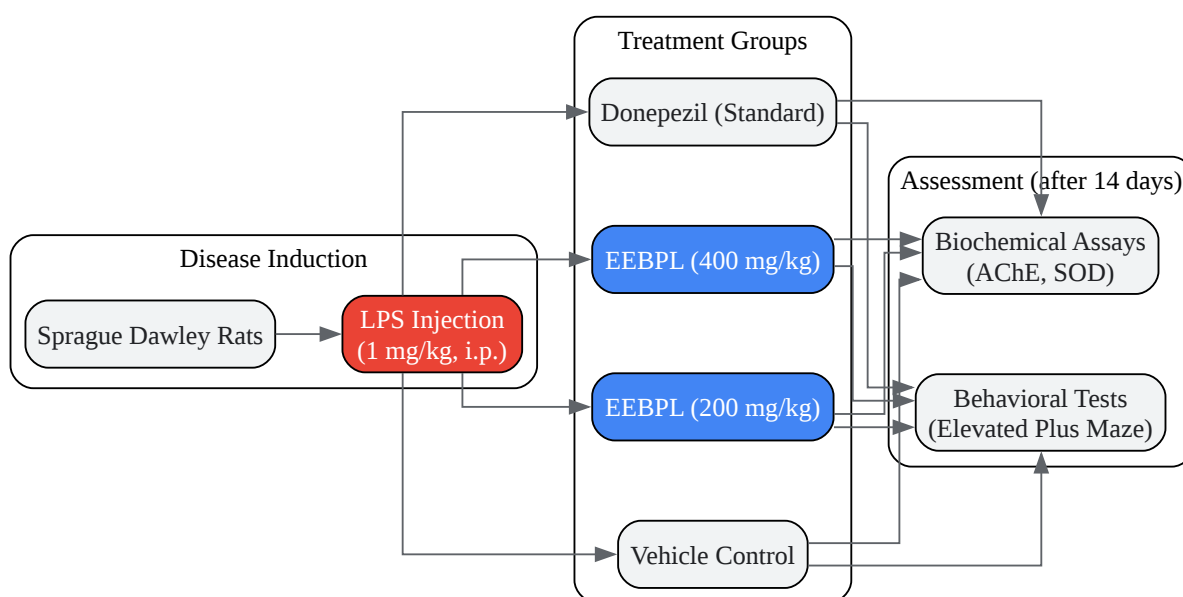 Treatment Groups
Donepezil (Standard)
Assessment (after 14 days)
EEBPL (400 mg/kg)
Biochemical Assays
(AChE, SOD)
Disease Induction
Sprague Dawley Rats
LPS Injection
(1 mg/kg, i.p.)
EEBPL (200 mg/kg)
Behavioral Tests
(Elevated Plus Maze)
Vehicle Control